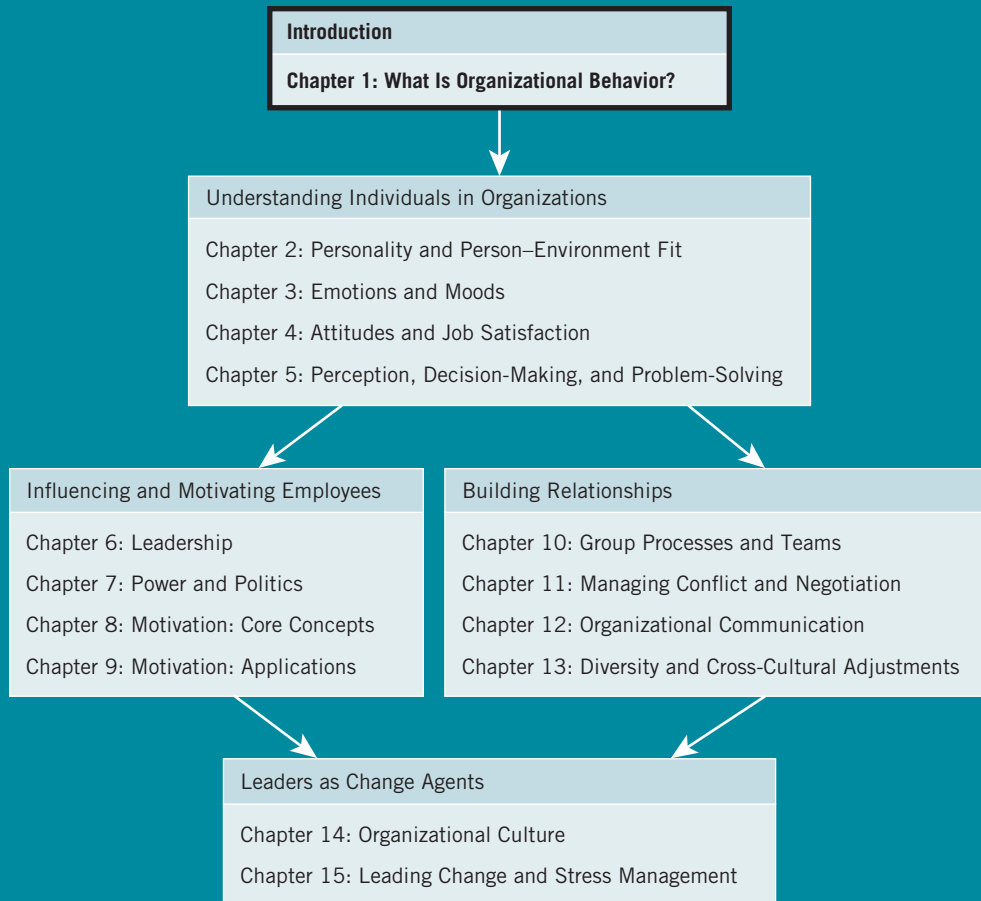 Introduction
Chapter 1: What Is Organizational Behavior?
Understanding Individuals in Organizations
Chapter 2: Personality and Person–Environment Fit
Chapter 3: Emotions and Moods
Chapter 4: Attitudes and Job Satisfaction
Chapter 5: Perception, Decision-Making, and Problem-Solving
Influencing and Motivating Employees
Chapter 6: Leadership
Chapter 7: Power and Politics
Chapter 8: Motivation: Core Concepts
Chapter 9: Motivation: Applications
Building Relationships
Chapter 10: Group Processes and Teams
Chapter 11: Managing Conflict and Negotiation
Chapter 12: Organizational Communication
Chapter 13: Diversity and Cross-Cultural Adjustments
Leaders as Change Agents
Chapter 14: Organizational Culture
Chapter 15: Leading Change and Stress Management